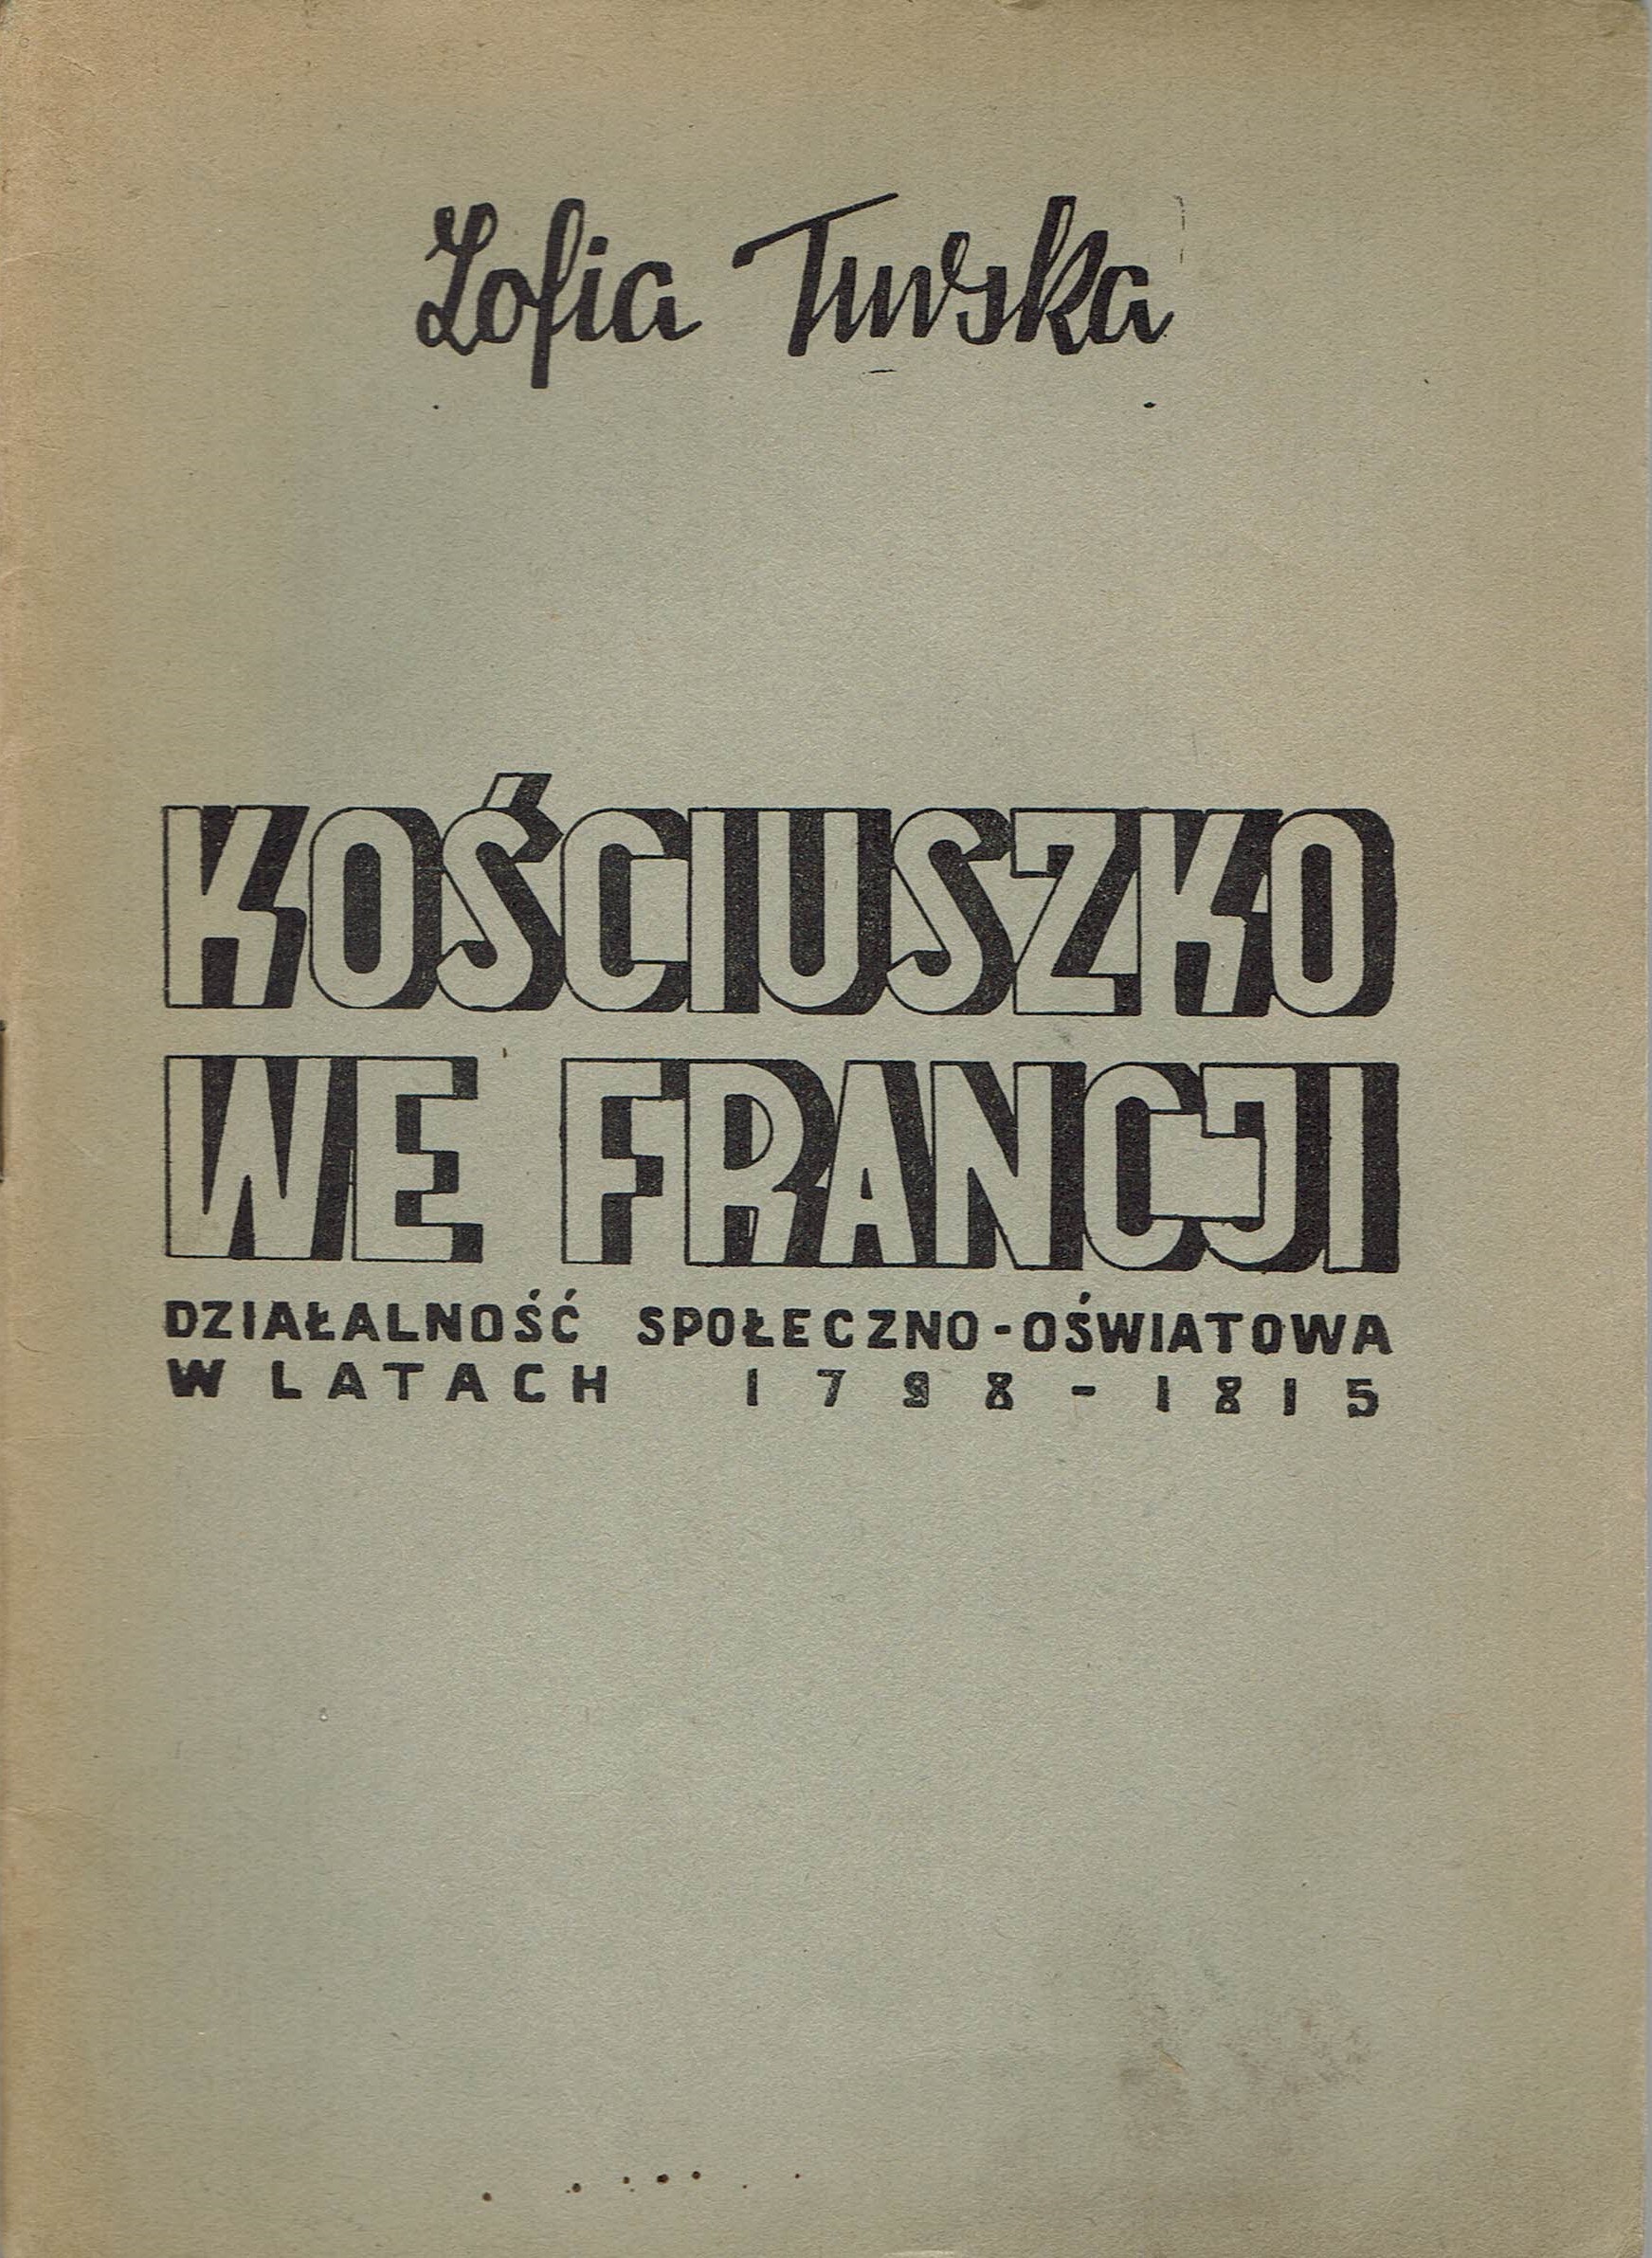 Zofia Turska
KOŚCIUSZKO
WE FRANCJI
DZIAŁALNOŚĆ SPOŁECZNO-OŚWIATOWA
W LATACH 1798-1815